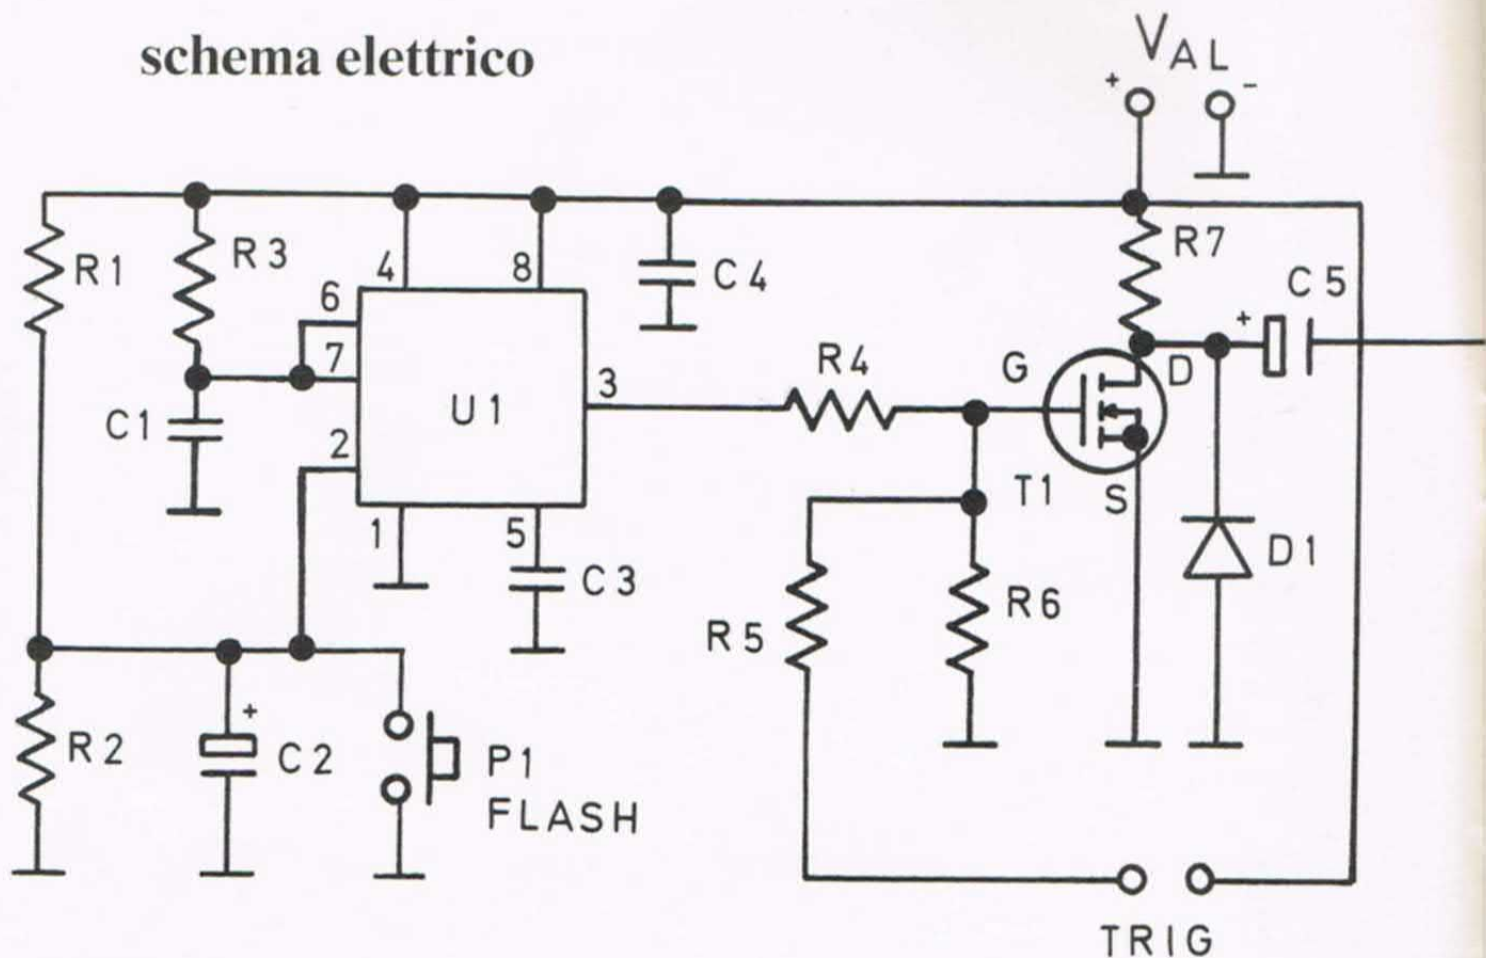 schema elettrico
VAL
+
-
R1
R3
4
8
C4
R7
C5
+
6
7
2
3
U1
C1
R4
G
D
T1
S
1
5
C3
D1
R5
R6
R2
+
C2
P1
FLASH
TRIG